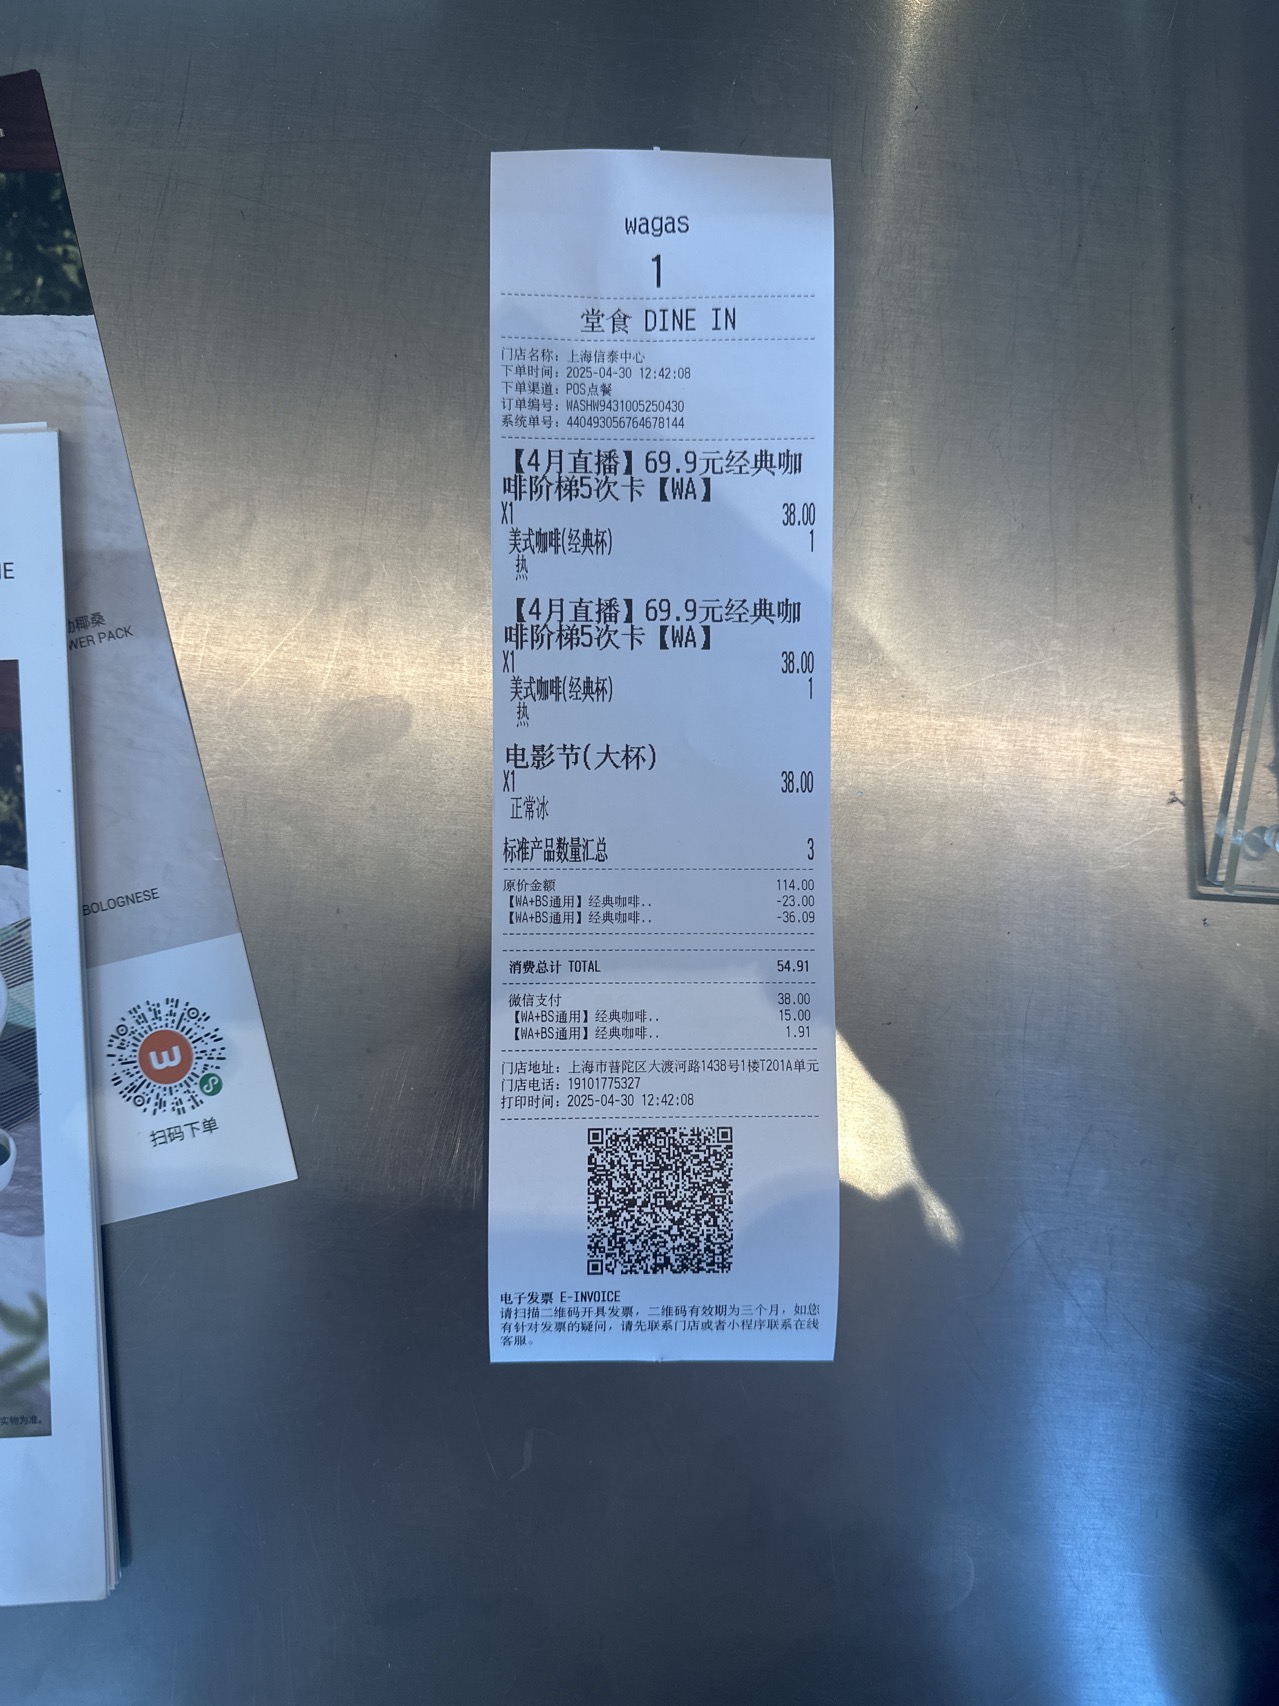 wagas
1
堂食 DINE IN
门店名称：上海信泰中心
下单时间：2025-04-30 12:42:08
下单渠道：POS点餐
订单编号：WASHW9431005250430
系统单号：440493056764678144
【4月直播】69.9元经典咖
啡阶梯5次卡【WA】
X1 38.00
美式咖啡(经典杯) 1
热
【4月直播】69.9元经典咖
啡阶梯5次卡【WA】
X1 38.00
美式咖啡(经典杯) 1
热
电影节(大杯)
X1 38.00
正常冰
标准产品数量汇总 3
原价金额 114.00
【WA+BS通用】经典咖啡.. -23.00
【WA+BS通用】经典咖啡.. -36.09
消费总计 TOTAL 54.91
微信支付 38.00
【WA+BS通用】经典咖啡.. 15.00
【WA+BS通用】经典咖啡.. 1.91
门店地址：上海市普陀区大渡河路1438号1楼T201A单元
门店电话：19101775327
打印时间：2025-04-30 12:42:08
电子发票 E-INVOICE
请扫描二维码开具发票，二维码有效期为三个月，如您
有针对发票的疑问，请先联系门店或者小程序联系在线
客服。
椰桑
WER PACK
BOLOGNESE
扫码下单
实物为准。